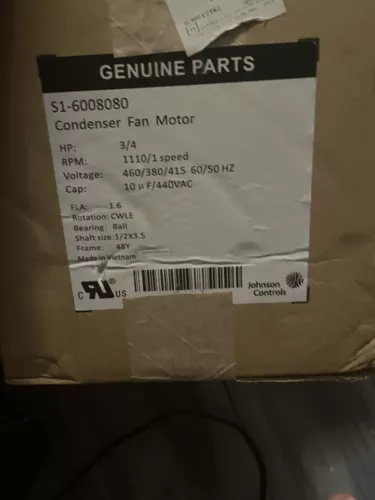 GENUINE PARTS
S1-6008080
Condenser Fan Motor
HP: 3/4
RPM: 1110/1 speed
Voltage: 460/380/415 60/50 HZ
Cap: 10 μ F/440VAC
FLA: 1.6
Rotation: CWLE
Bearing: Ball
Shaft size:1/2X3.5
Frame: 48Y
Made in Vietnam
C US
Johnson
Controls